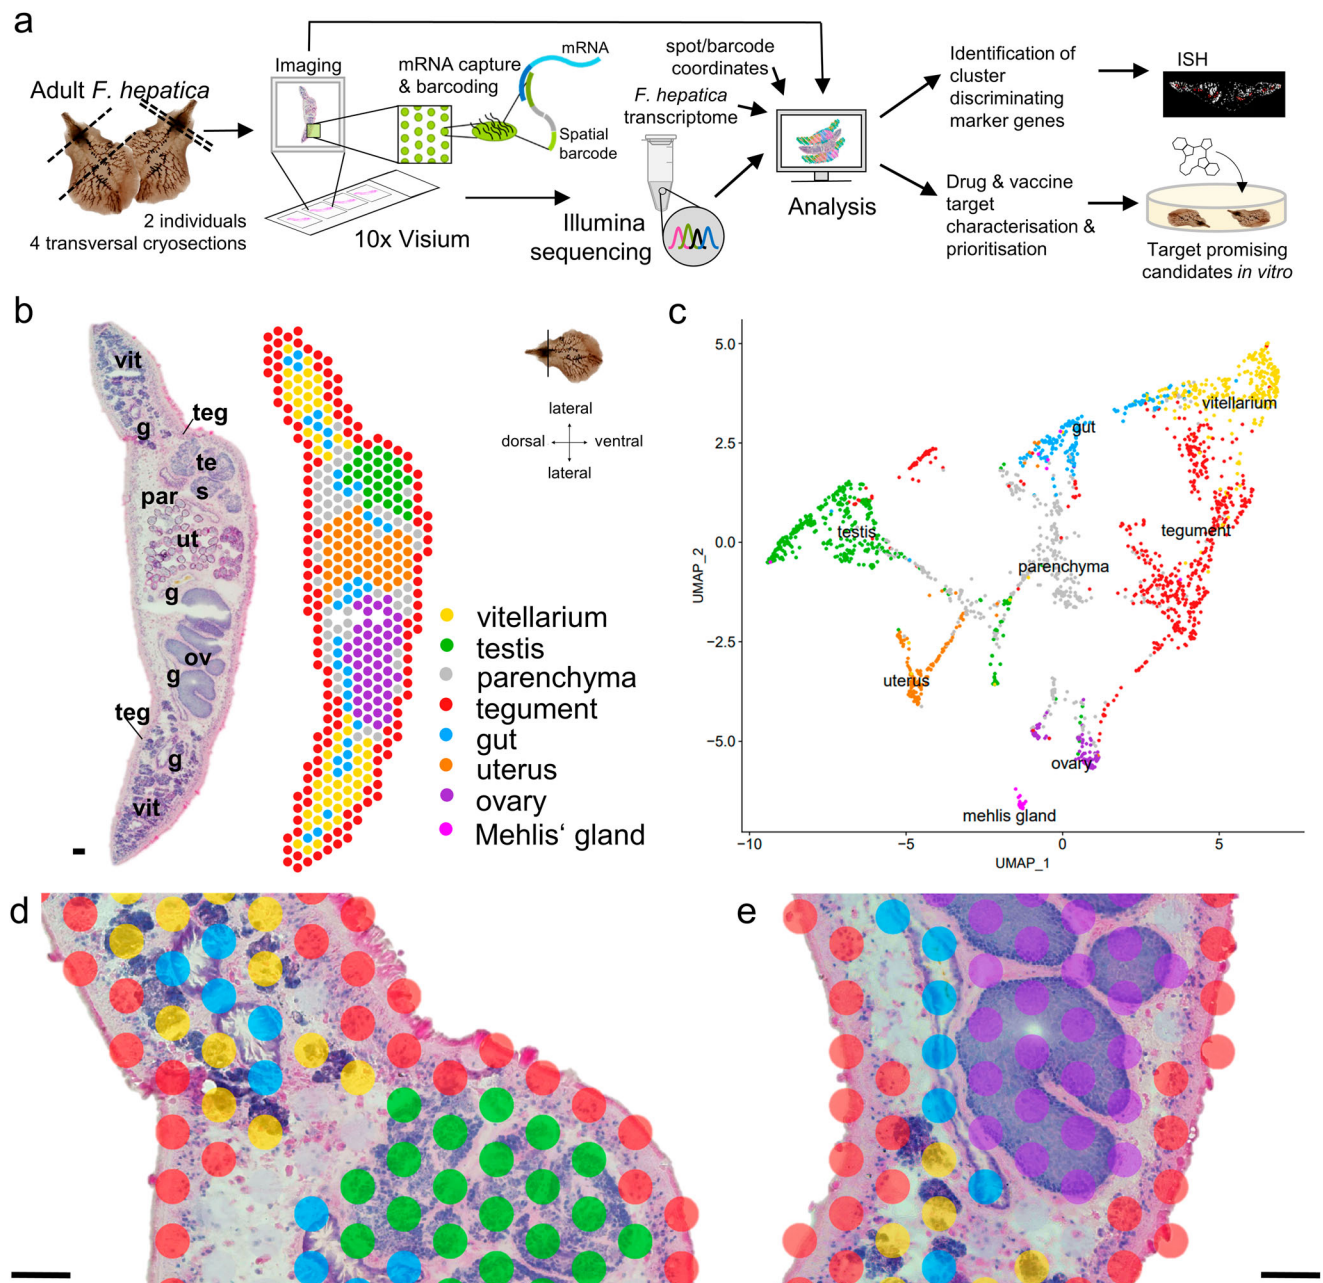 a
Adult F. hepatica
2 individuals
4 transversal cryosections
Imaging
mRNA capture
& barcoding
mRNA
Spatial
barcode
10x Visium
Illumina
sequencing
spot/barcode
coordinates
F. hepatica
transcriptome
Analysis
Identification of
cluster
discriminating
marker genes
ISH
Drug & vaccine
target
characterisation &
prioritisation
Target promising
candidates in vitro
b
vit
g
teg
te
s
par
ut
g
ov
g
teg
g
vit
lateral
dorsal
ventral
lateral
vitellarium
testis
parenchyma
tegument
gut
uterus
ovary
Mehlis‘ gland
c
5.0
2.5
0.0
−2.5
−5.0
UMAP_2
vitellarium
gut
testis
tegument
parenchyma
uterus
ovary
mehlis gland
−10
−5
0
5
UMAP_1
d
e